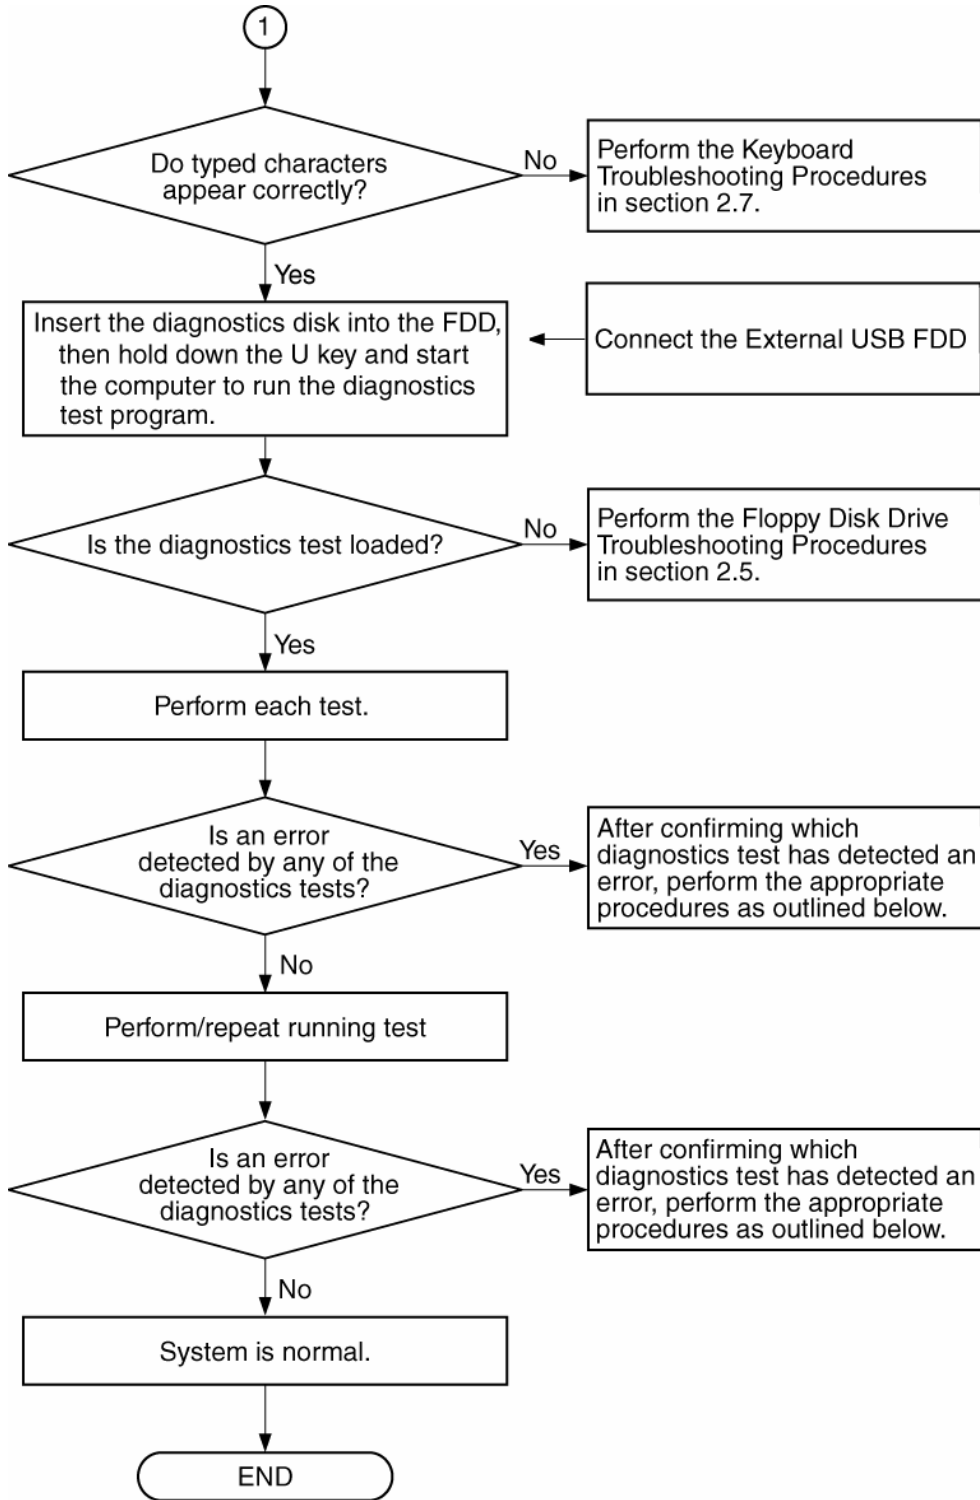 1
Do typed characters
appear correctly?
No
Perform the Keyboard
Troubleshooting Procedures
in section 2.7.
Yes
Insert the diagnostics disk into the FDD,
then hold down the U key and start
the computer to run the diagnostics
test program.
Connect the External USB FDD
Is the diagnostics test loaded?
No
Perform the Floppy Disk Drive
Troubleshooting Procedures
in section 2.5.
Yes
Perform each test.
Is an error
detected by any of the
diagnostics tests?
Yes
After confirming which
diagnostics test has detected an
error, perform the appropriate
procedures as outlined below.
No
Perform/repeat running test
Is an error
detected by any of the
diagnostics tests?
Yes
After confirming which
diagnostics test has detected an
error, perform the appropriate
procedures as outlined below.
No
System is normal.
END